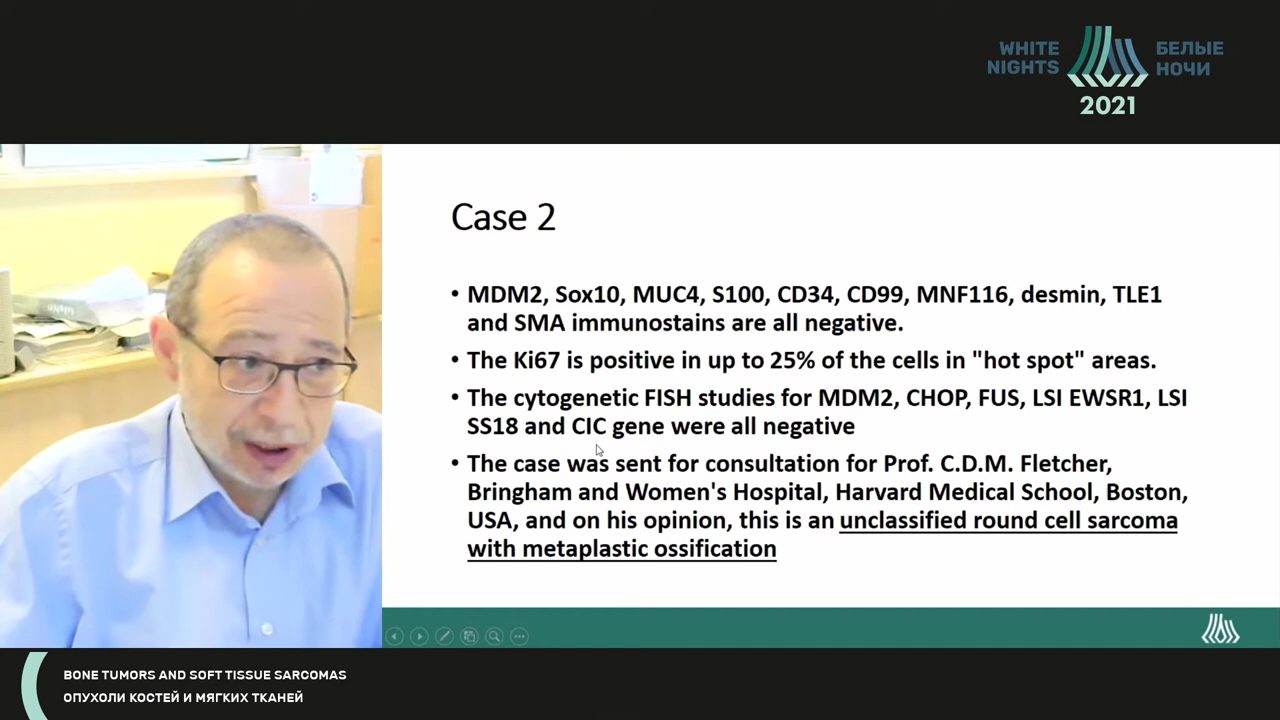 WHITE NIGHTS
БЕЛЫЕ НОЧИ
2021
Case 2
• MDM2, Sox10, MUC4, S100, CD34, CD99, MNF116, desmin, TLE1
and SMA immunostains are all negative.
• The Ki67 is positive in up to 25% of the cells in "hot spot" areas.
• The cytogenetic FISH studies for MDM2, CHOP, FUS, LSI EWSR1, LSI
SS18 and CIC gene were all negative
• The case was sent for consultation for Prof. C.D.M. Fletcher,
Bringham and Women's Hospital, Harvard Medical School, Boston,
USA, and on his opinion, this is an unclassified round cell sarcoma
with metaplastic ossification
BONE TUMORS AND SOFT TISSUE SARCOMAS
ОПУХОЛИ КОСТЕЙ И МЯГКИХ ТКАНЕЙ